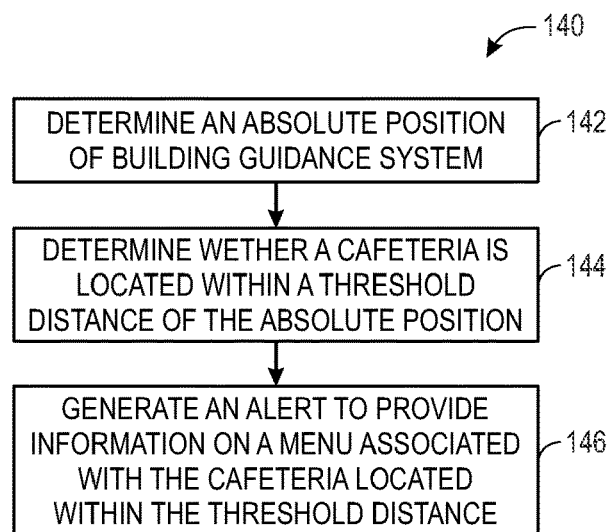 140
DETERMINE AN ABSOLUTE POSITION
OF BUILDING GUIDANCE SYSTEM
142
DETERMINE WETHER A CAFETERIA IS
LOCATED WITHIN A THRESHOLD
DISTANCE OF THE ABSOLUTE POSITION
144
GENERATE AN ALERT TO PROVIDE
INFORMATION ON A MENU ASSOCIATED
WITH THE CAFETERIA LOCATED
WITHIN THE THRESHOLD DISTANCE
146